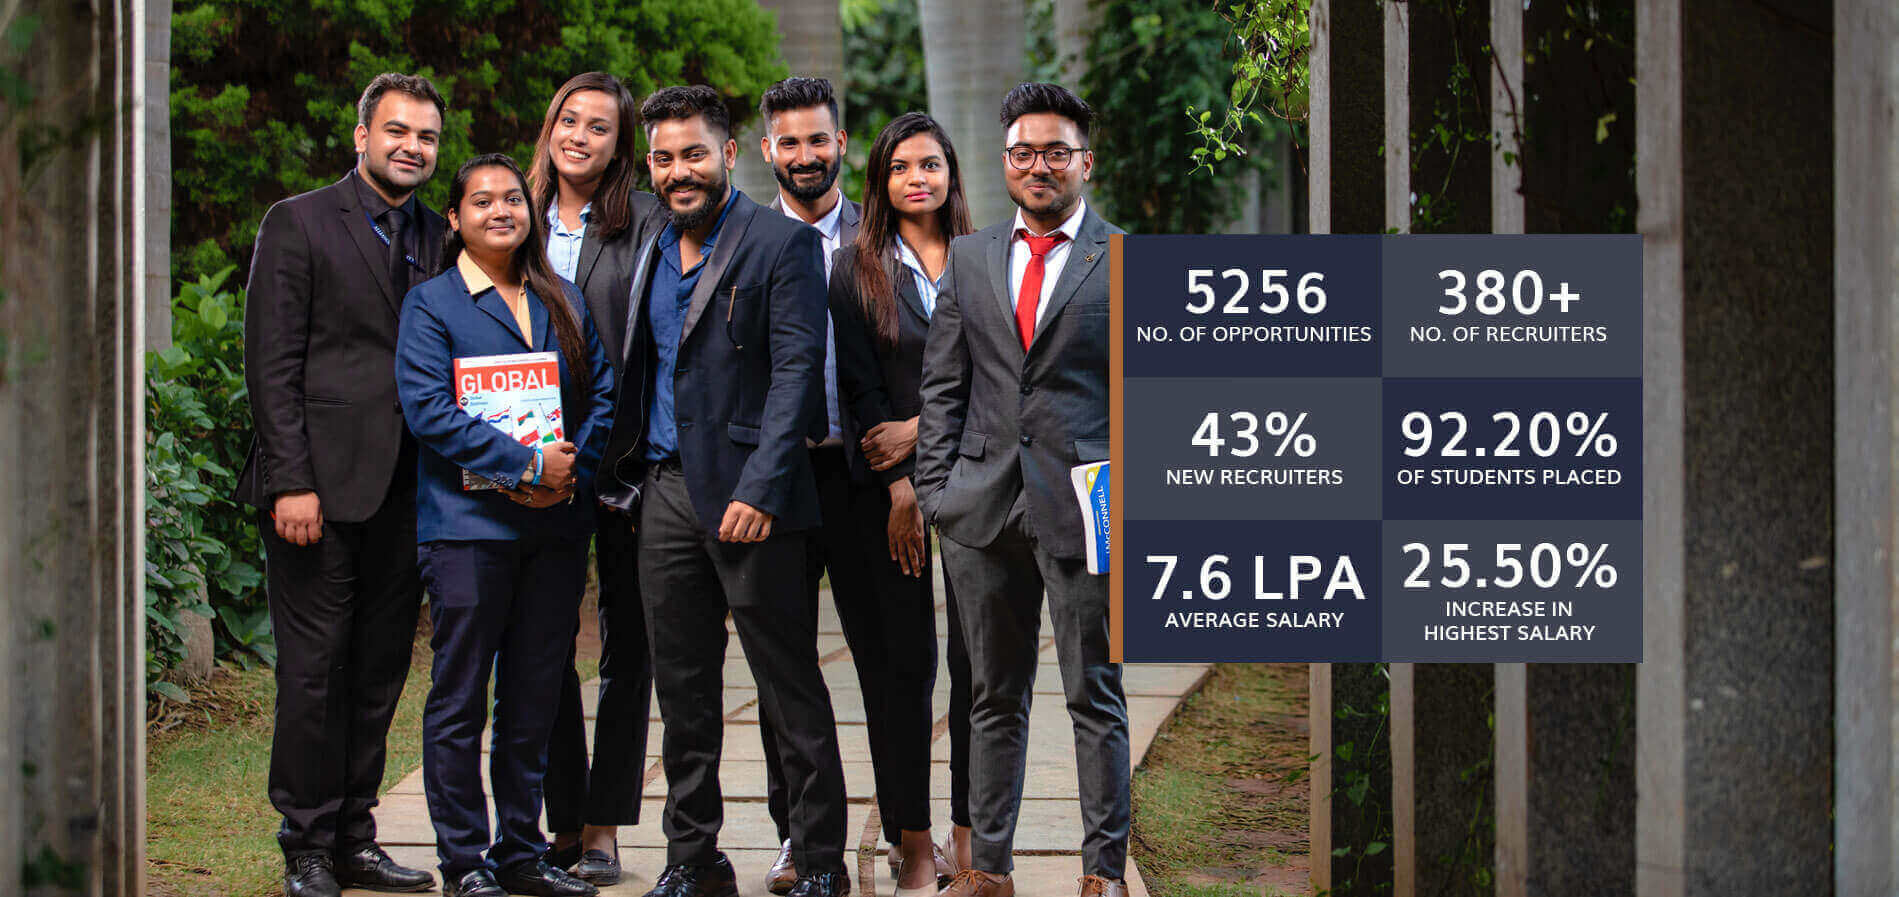 GLOBAL
McCONNELL
5256
NO. OF OPPORTUNITIES
380+
NO. OF RECRUITERS
43%
NEW RECRUITERS
92.20%
OF STUDENTS PLACED
7.6 LPA
AVERAGE SALARY
25.50%
INCREASE IN
HIGHEST SALARY